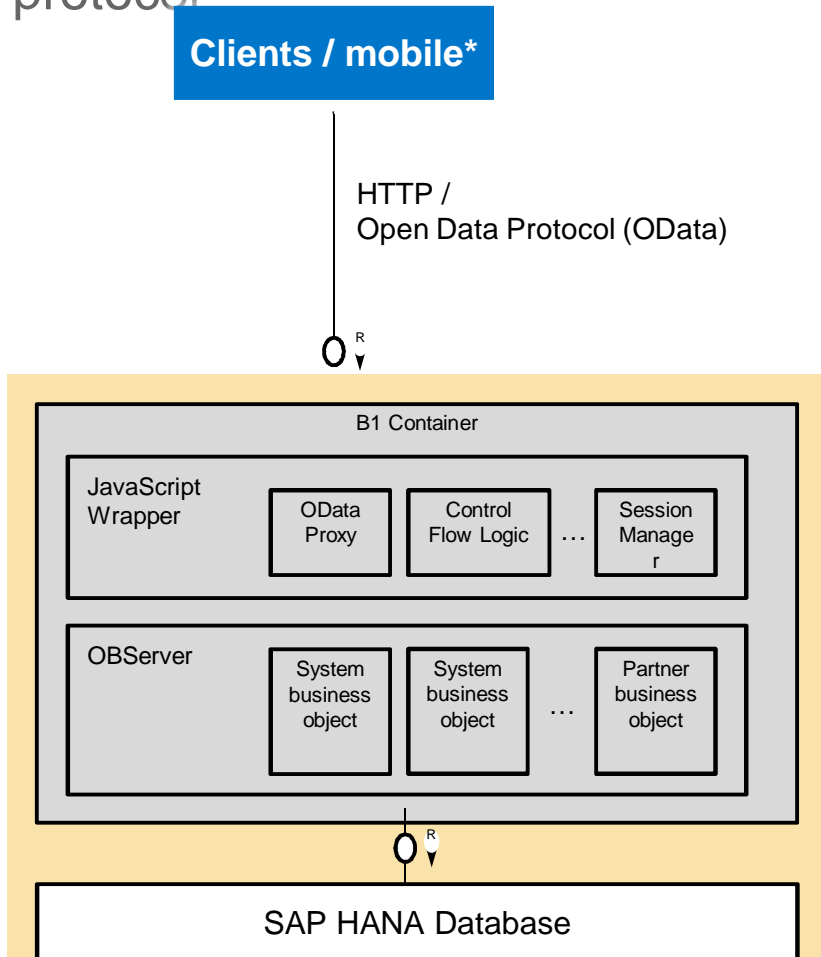 protocol
Clients / mobile*
HTTP /
Open Data Protocol (OData)
R
B1 Container
JavaScript
Wrapper
OData
Proxy
Control
Flow Logic
...
Session
Manage
r
OBServer
System
business
object
System
business
object
...
Partner
business
object
R
SAP HANA Database